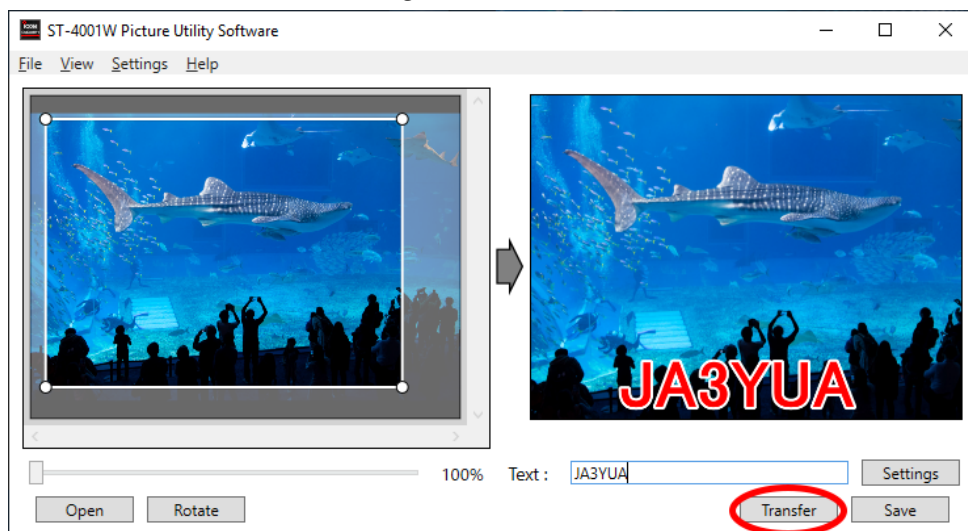 ST-4001W Picture Utility Software
File View Settings Help
JA3YUA
100%
Text : JA3YUA Settings
Open Rotate Transfer Save